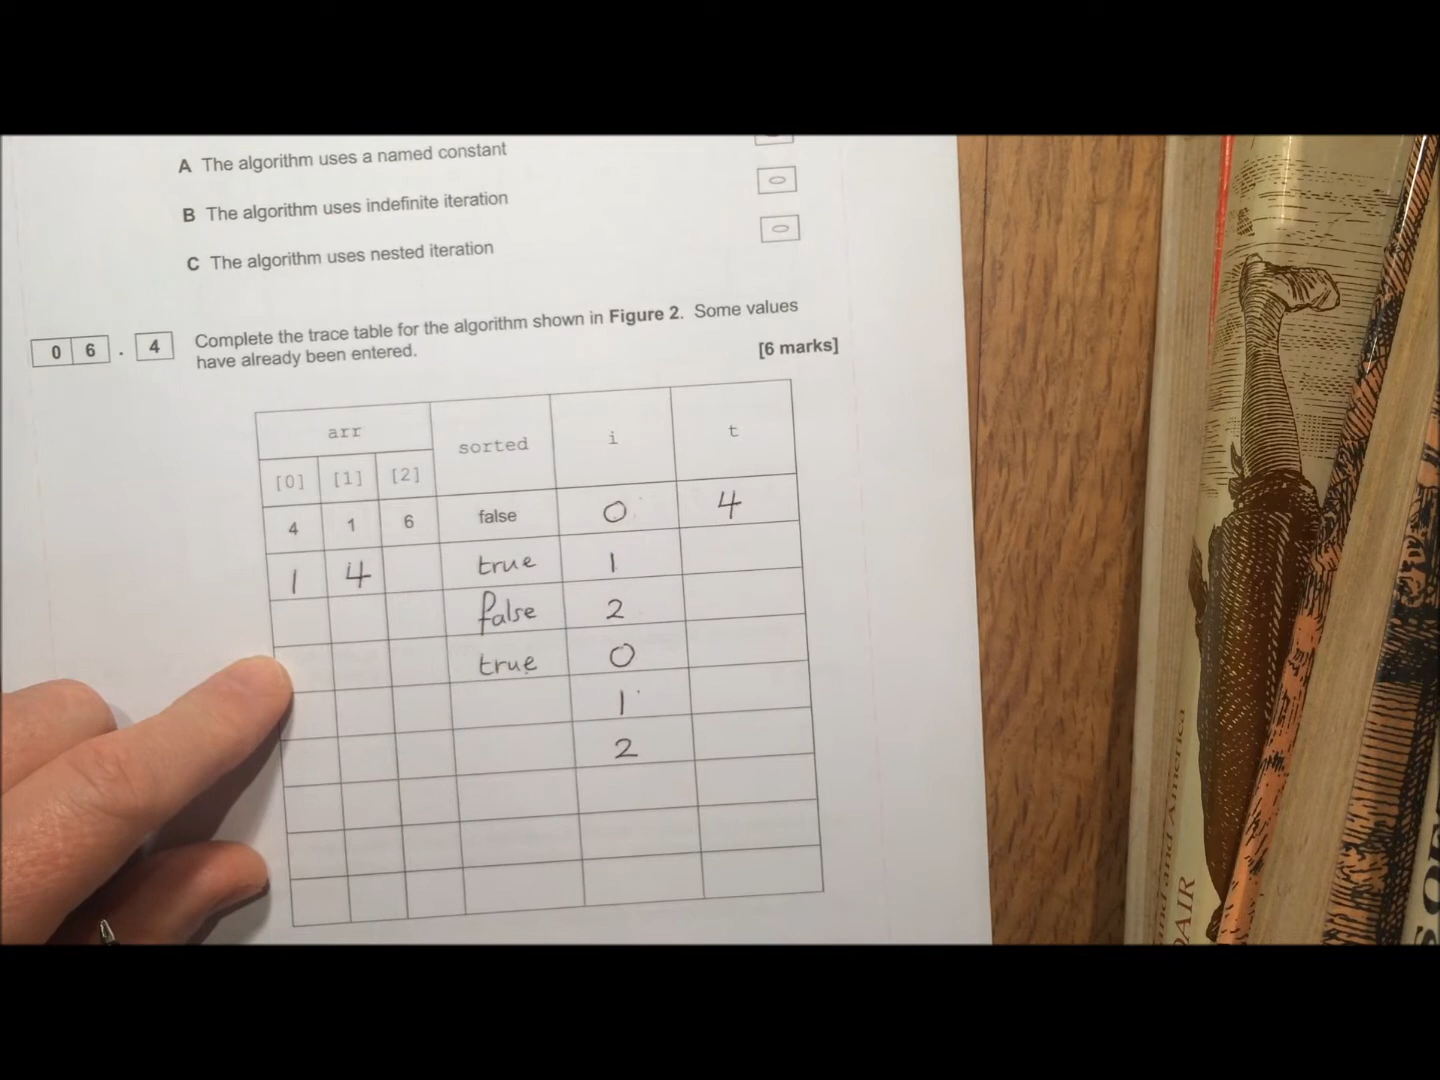 A The algorithm uses a named constant
B The algorithm uses indefinite iteration
C The algorithm uses nested iteration
0 6 . 4 Complete the trace table for the algorithm shown in Figure 2. Some values
have already been entered.
[6 marks]
arr sorted i t
[0] [1] [2]
4 1 6 false 0 4
1 4 true 1
false 2
true 0
1
2
and America
DAIR